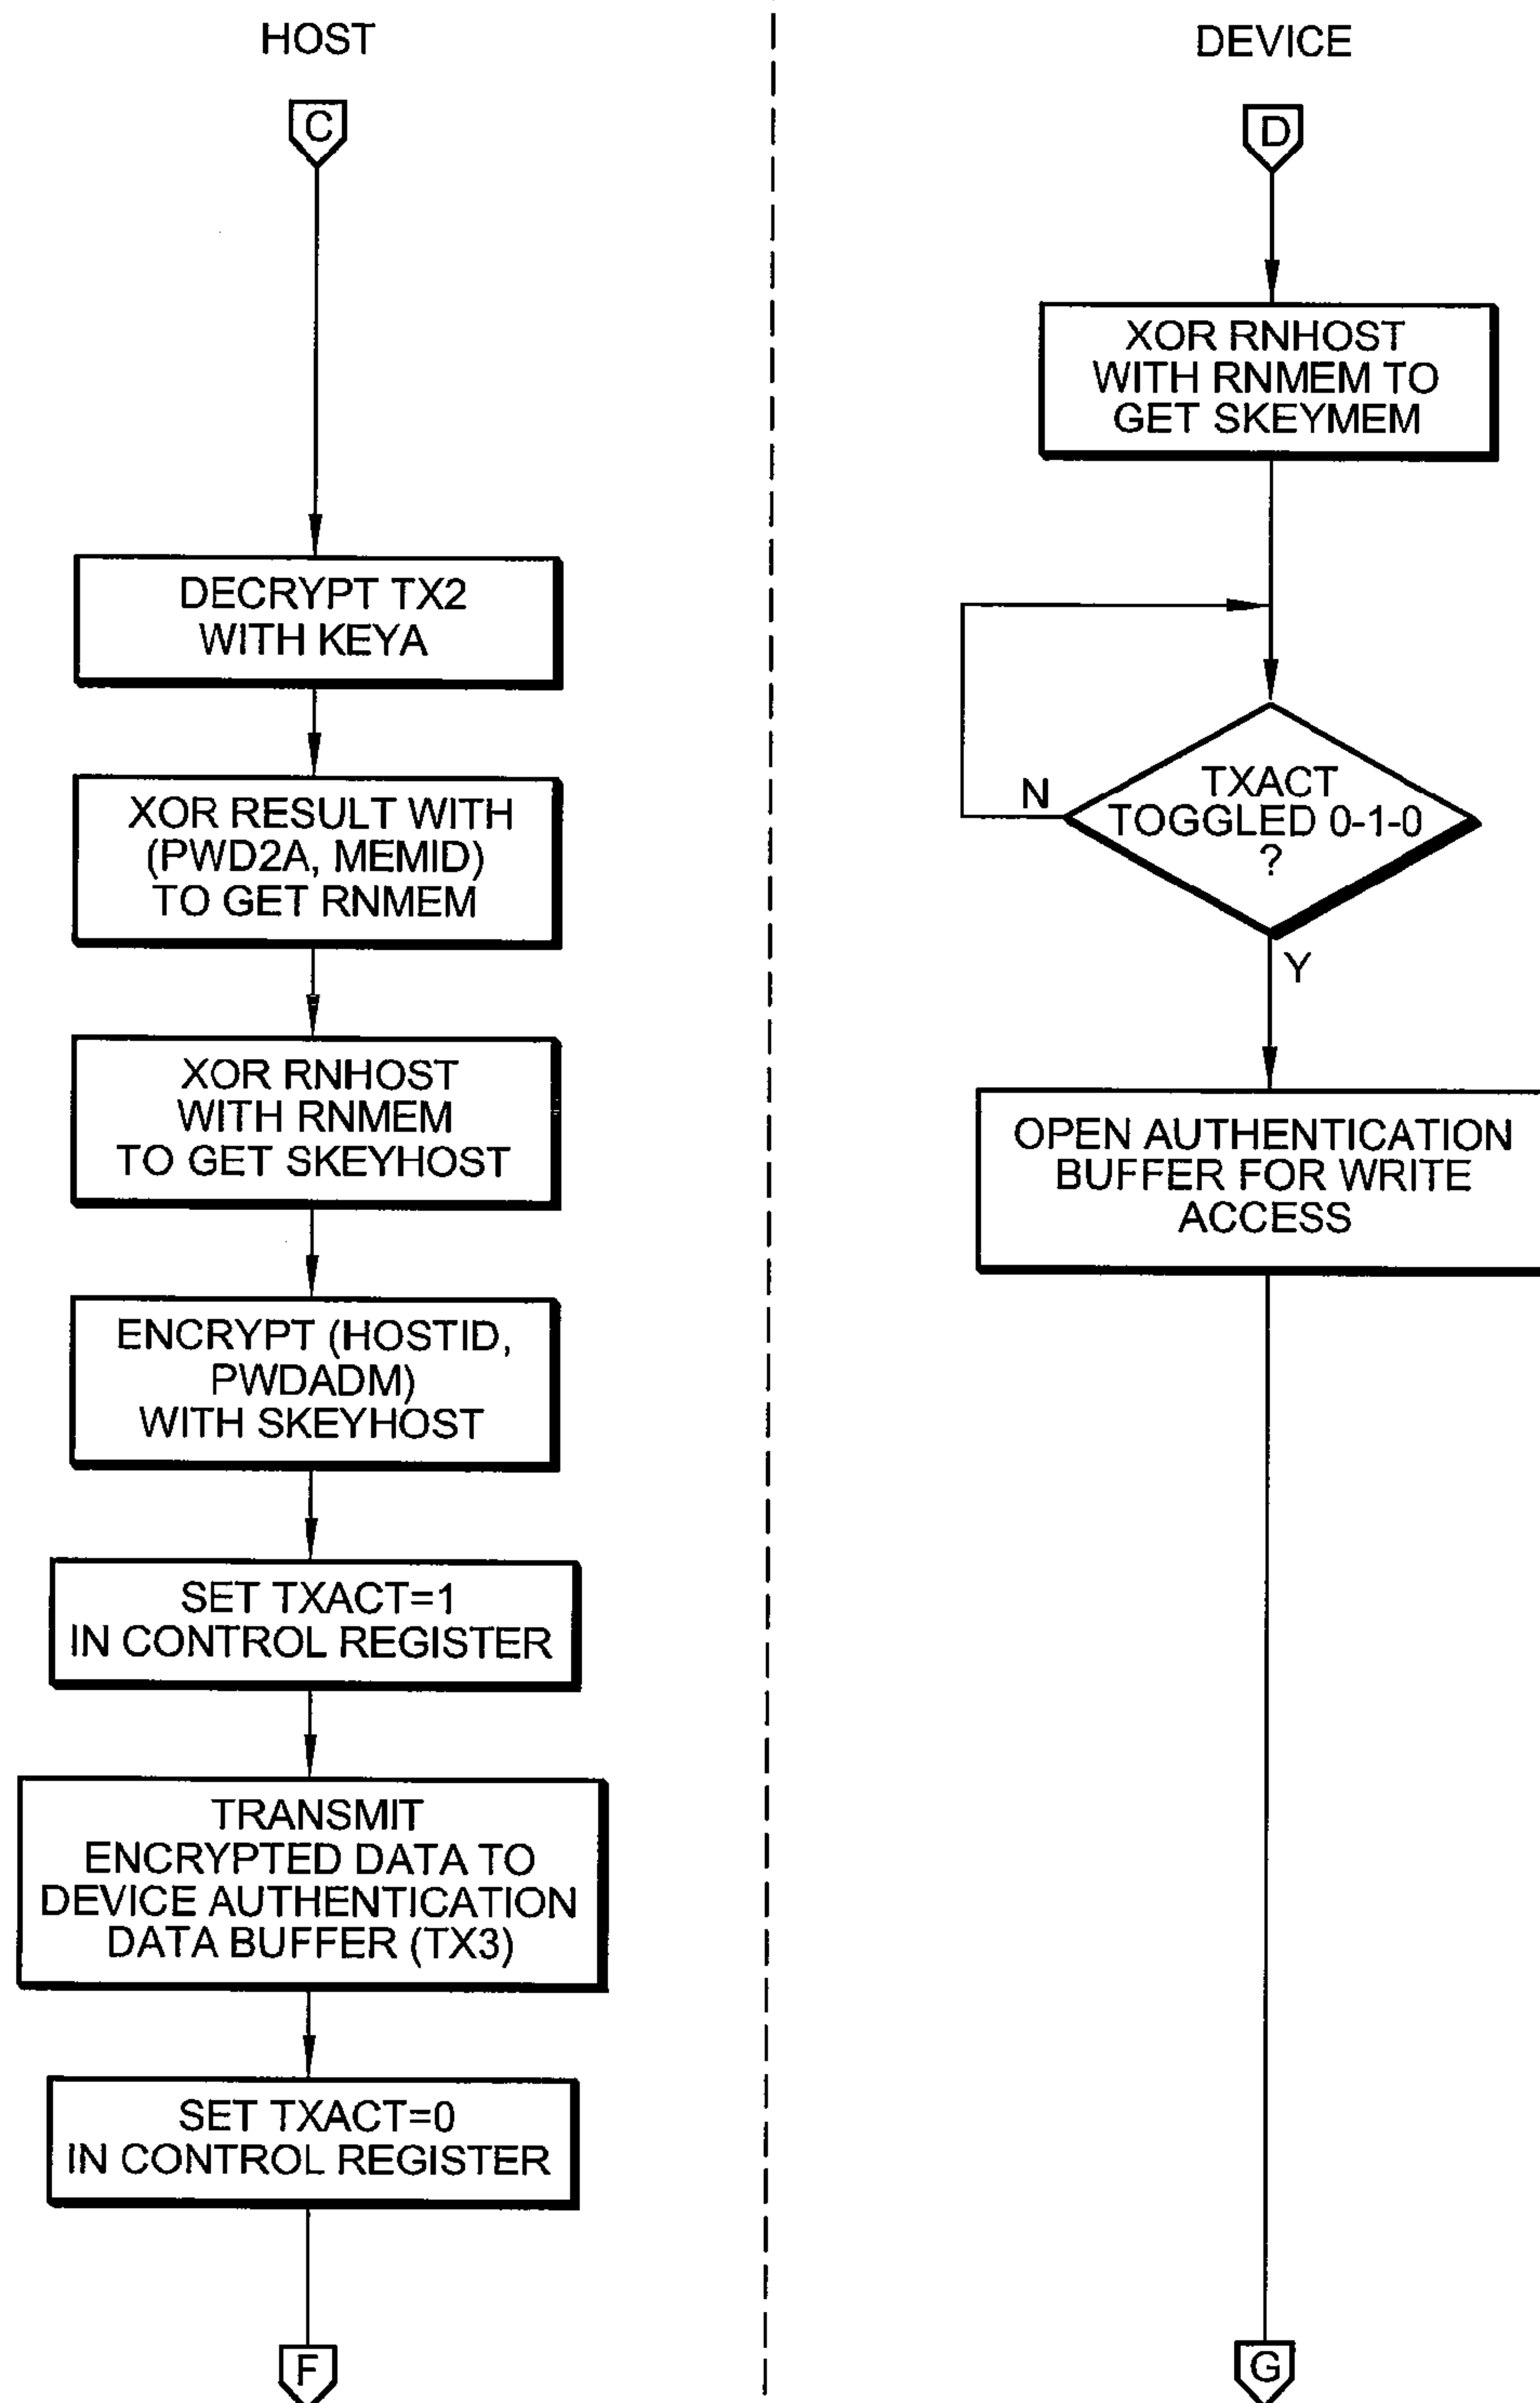 HOST
C
DECRYPT TX2
WITH KEYA
XOR RESULT WITH
(PWD2A, MEMID)
TO GET RNMEM
XOR RNHOST
WITH RNMEM
TO GET SKEYHOST
ENCRYPT (HOSTID,
PWDADM)
WITH SKEYHOST
SET TXACT=1
IN CONTROL REGISTER
TRANSMIT
ENCRYPTED DATA TO
DEVICE AUTHENTICATION
DATA BUFFER (TX3)
SET TXACT=0
IN CONTROL REGISTER
F
DEVICE
D
XOR RNHOST
WITH RNMEM TO
GET SKEYMEM
TXACT
TOGGLED 0-1-0
?
N
Y
OPEN AUTHENTICATION
BUFFER FOR WRITE
ACCESS
G